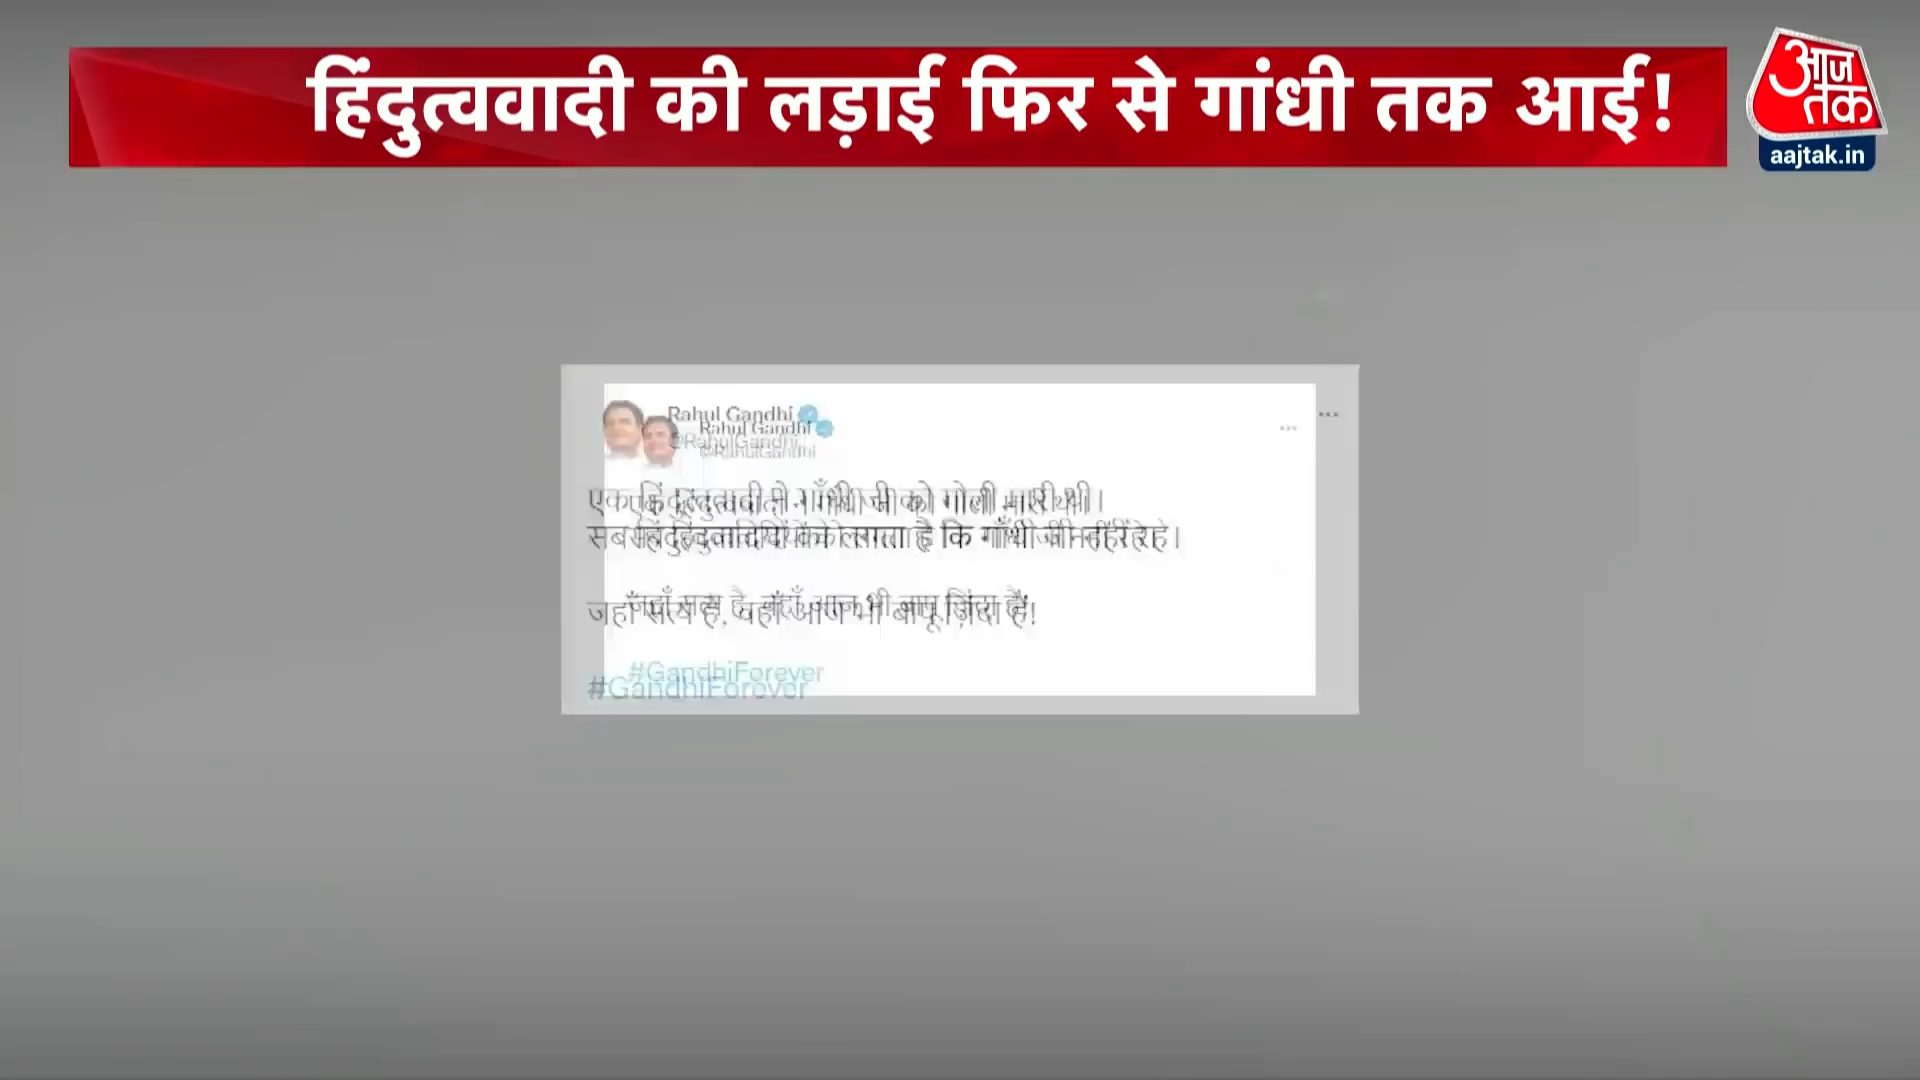 हिंदुत्ववादी की लड़ाई फिर से गांधी तक आई!
आज
तक
aajtak.in
Rahul Gandhi
@RahulGandhi
एक हिंदुत्ववादी ने गाँधी जी को गोली मारी थी।
सब हिंदुत्ववादियों को लगता है कि गाँधी जी नहीं रहे।
जहाँ सत्य है, वहाँ आज भी बापू ज़िंदा हैं!
#GandhiForever